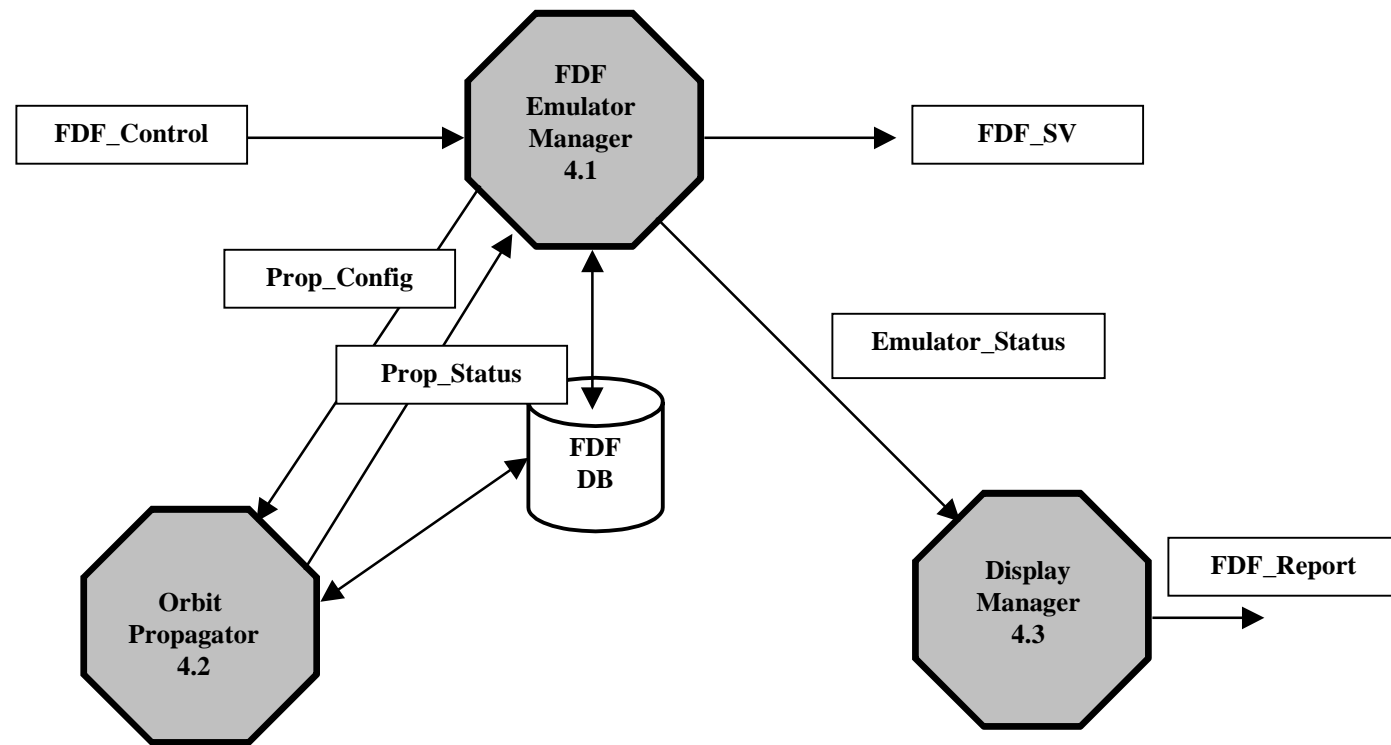 FDF
Emulator
Manager
4.1
FDF_Control
FDF_SV
Prop_Config
Prop_Status
Emulator_Status
FDF
DB
Orbit
Propagator
4.2
Display
Manager
4.3
FDF_Report